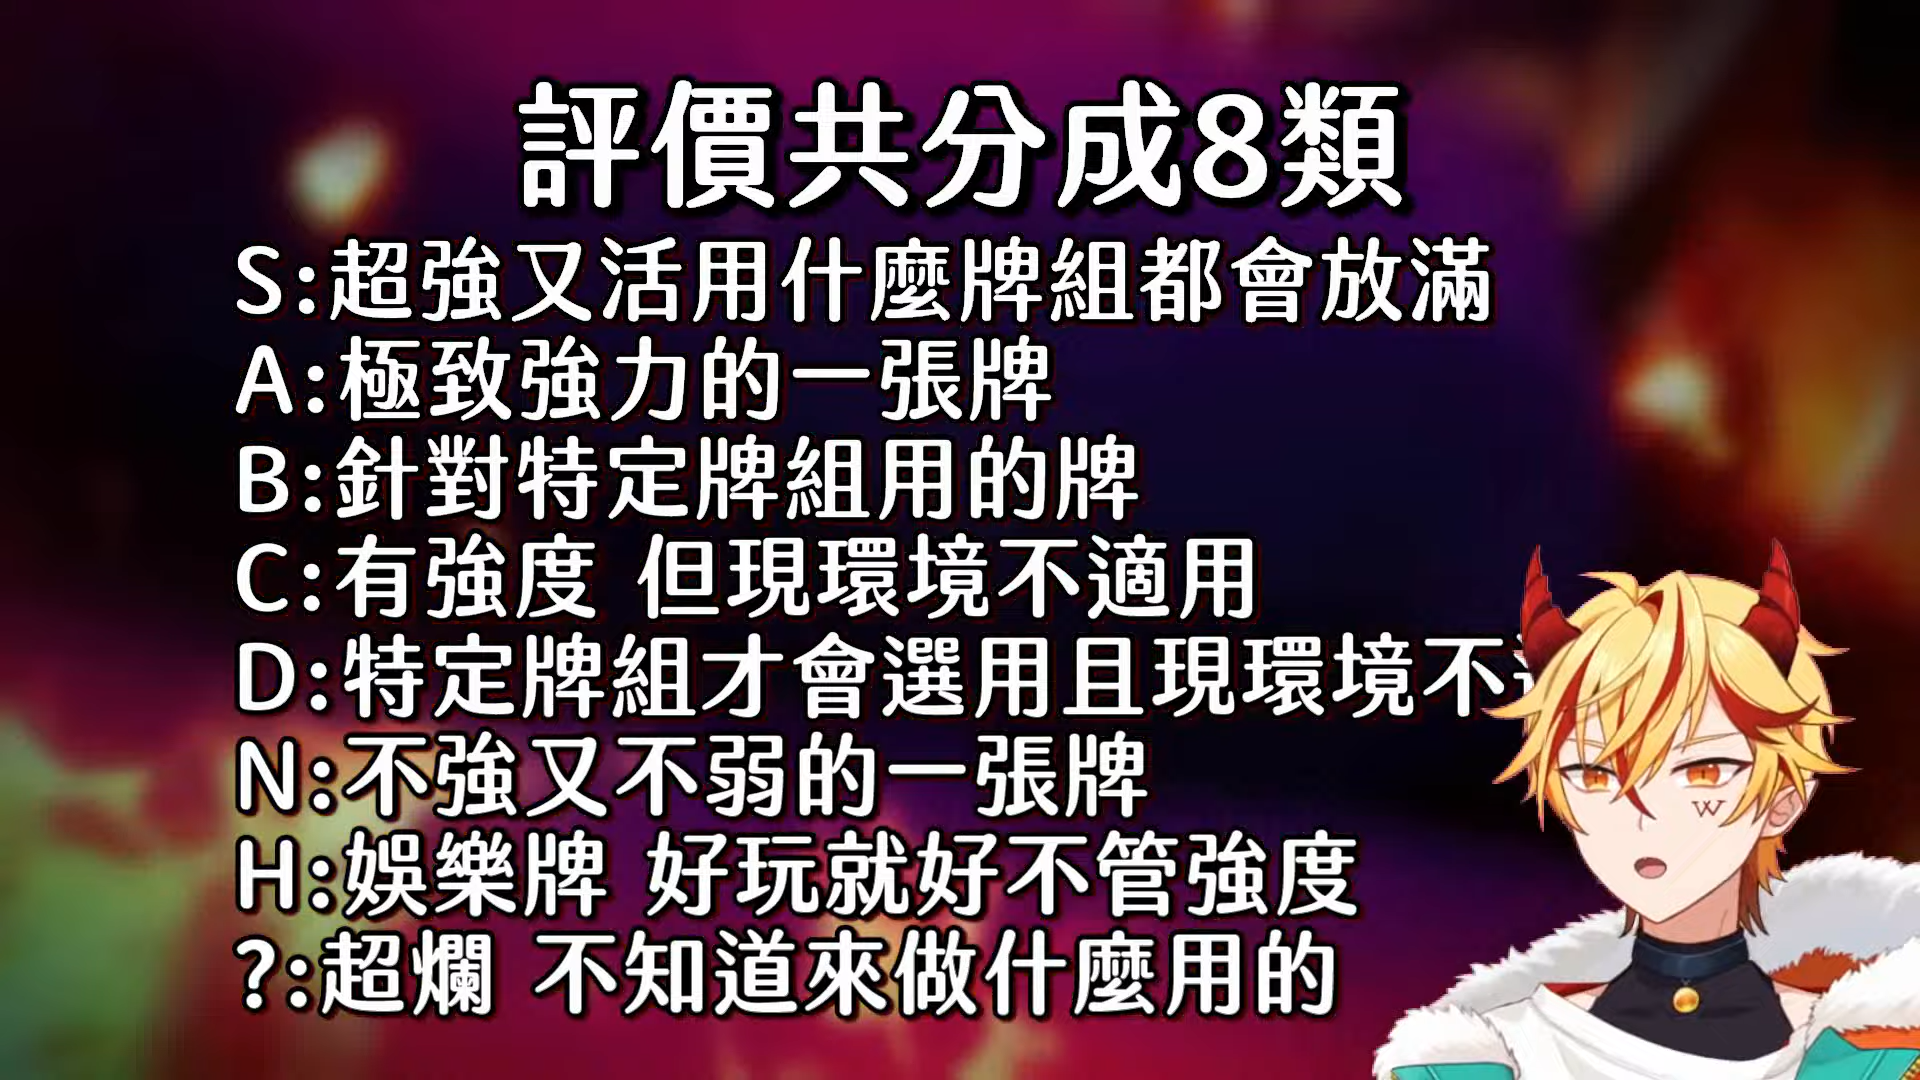 評價共分成8類
S:超強又活用什麼牌組都會放滿
A:極致強力的一張牌
B:針對特定牌組用的牌
C:有強度 但現環境不適用
D:特定牌組才會選用且現環境不
N:不強又不弱的一張牌
H:娛樂牌 好玩就好不管強度
?:超爛 不知道來做什麼用的
W